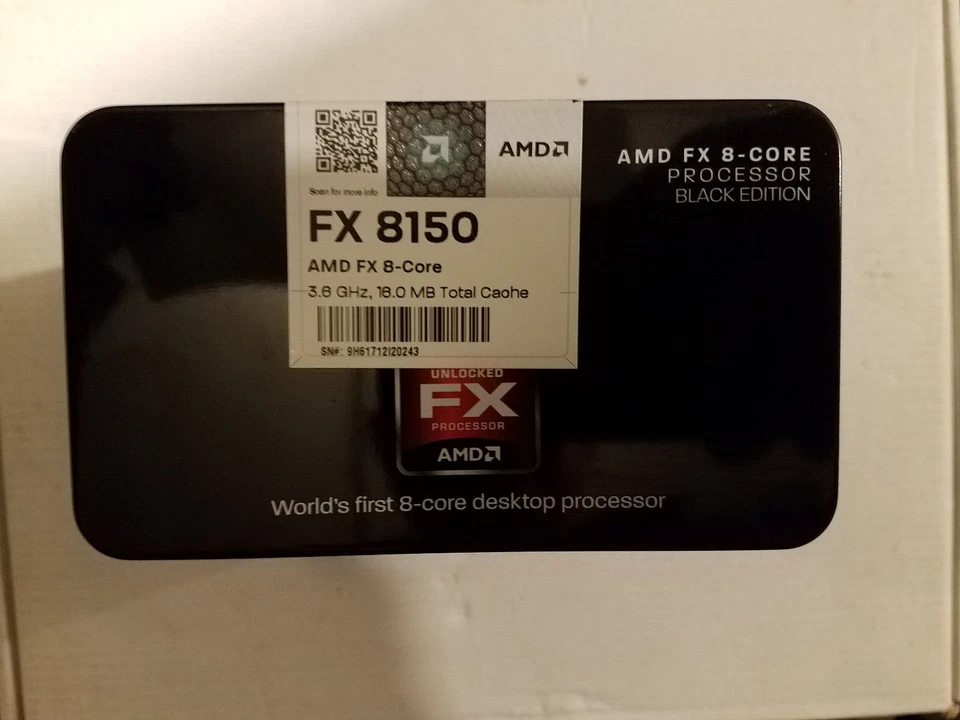 Scan for more info
AMD
AMD FX 8-CORE
PROCESSOR
BLACK EDITION
FX 8150
AMD FX 8-Core
3.6 GHz, 16.0 MB Total Cache
SN#: 9H61712I20243
UNLOCKED
FX
PROCESSOR
AMD
World's first 8-core desktop processor